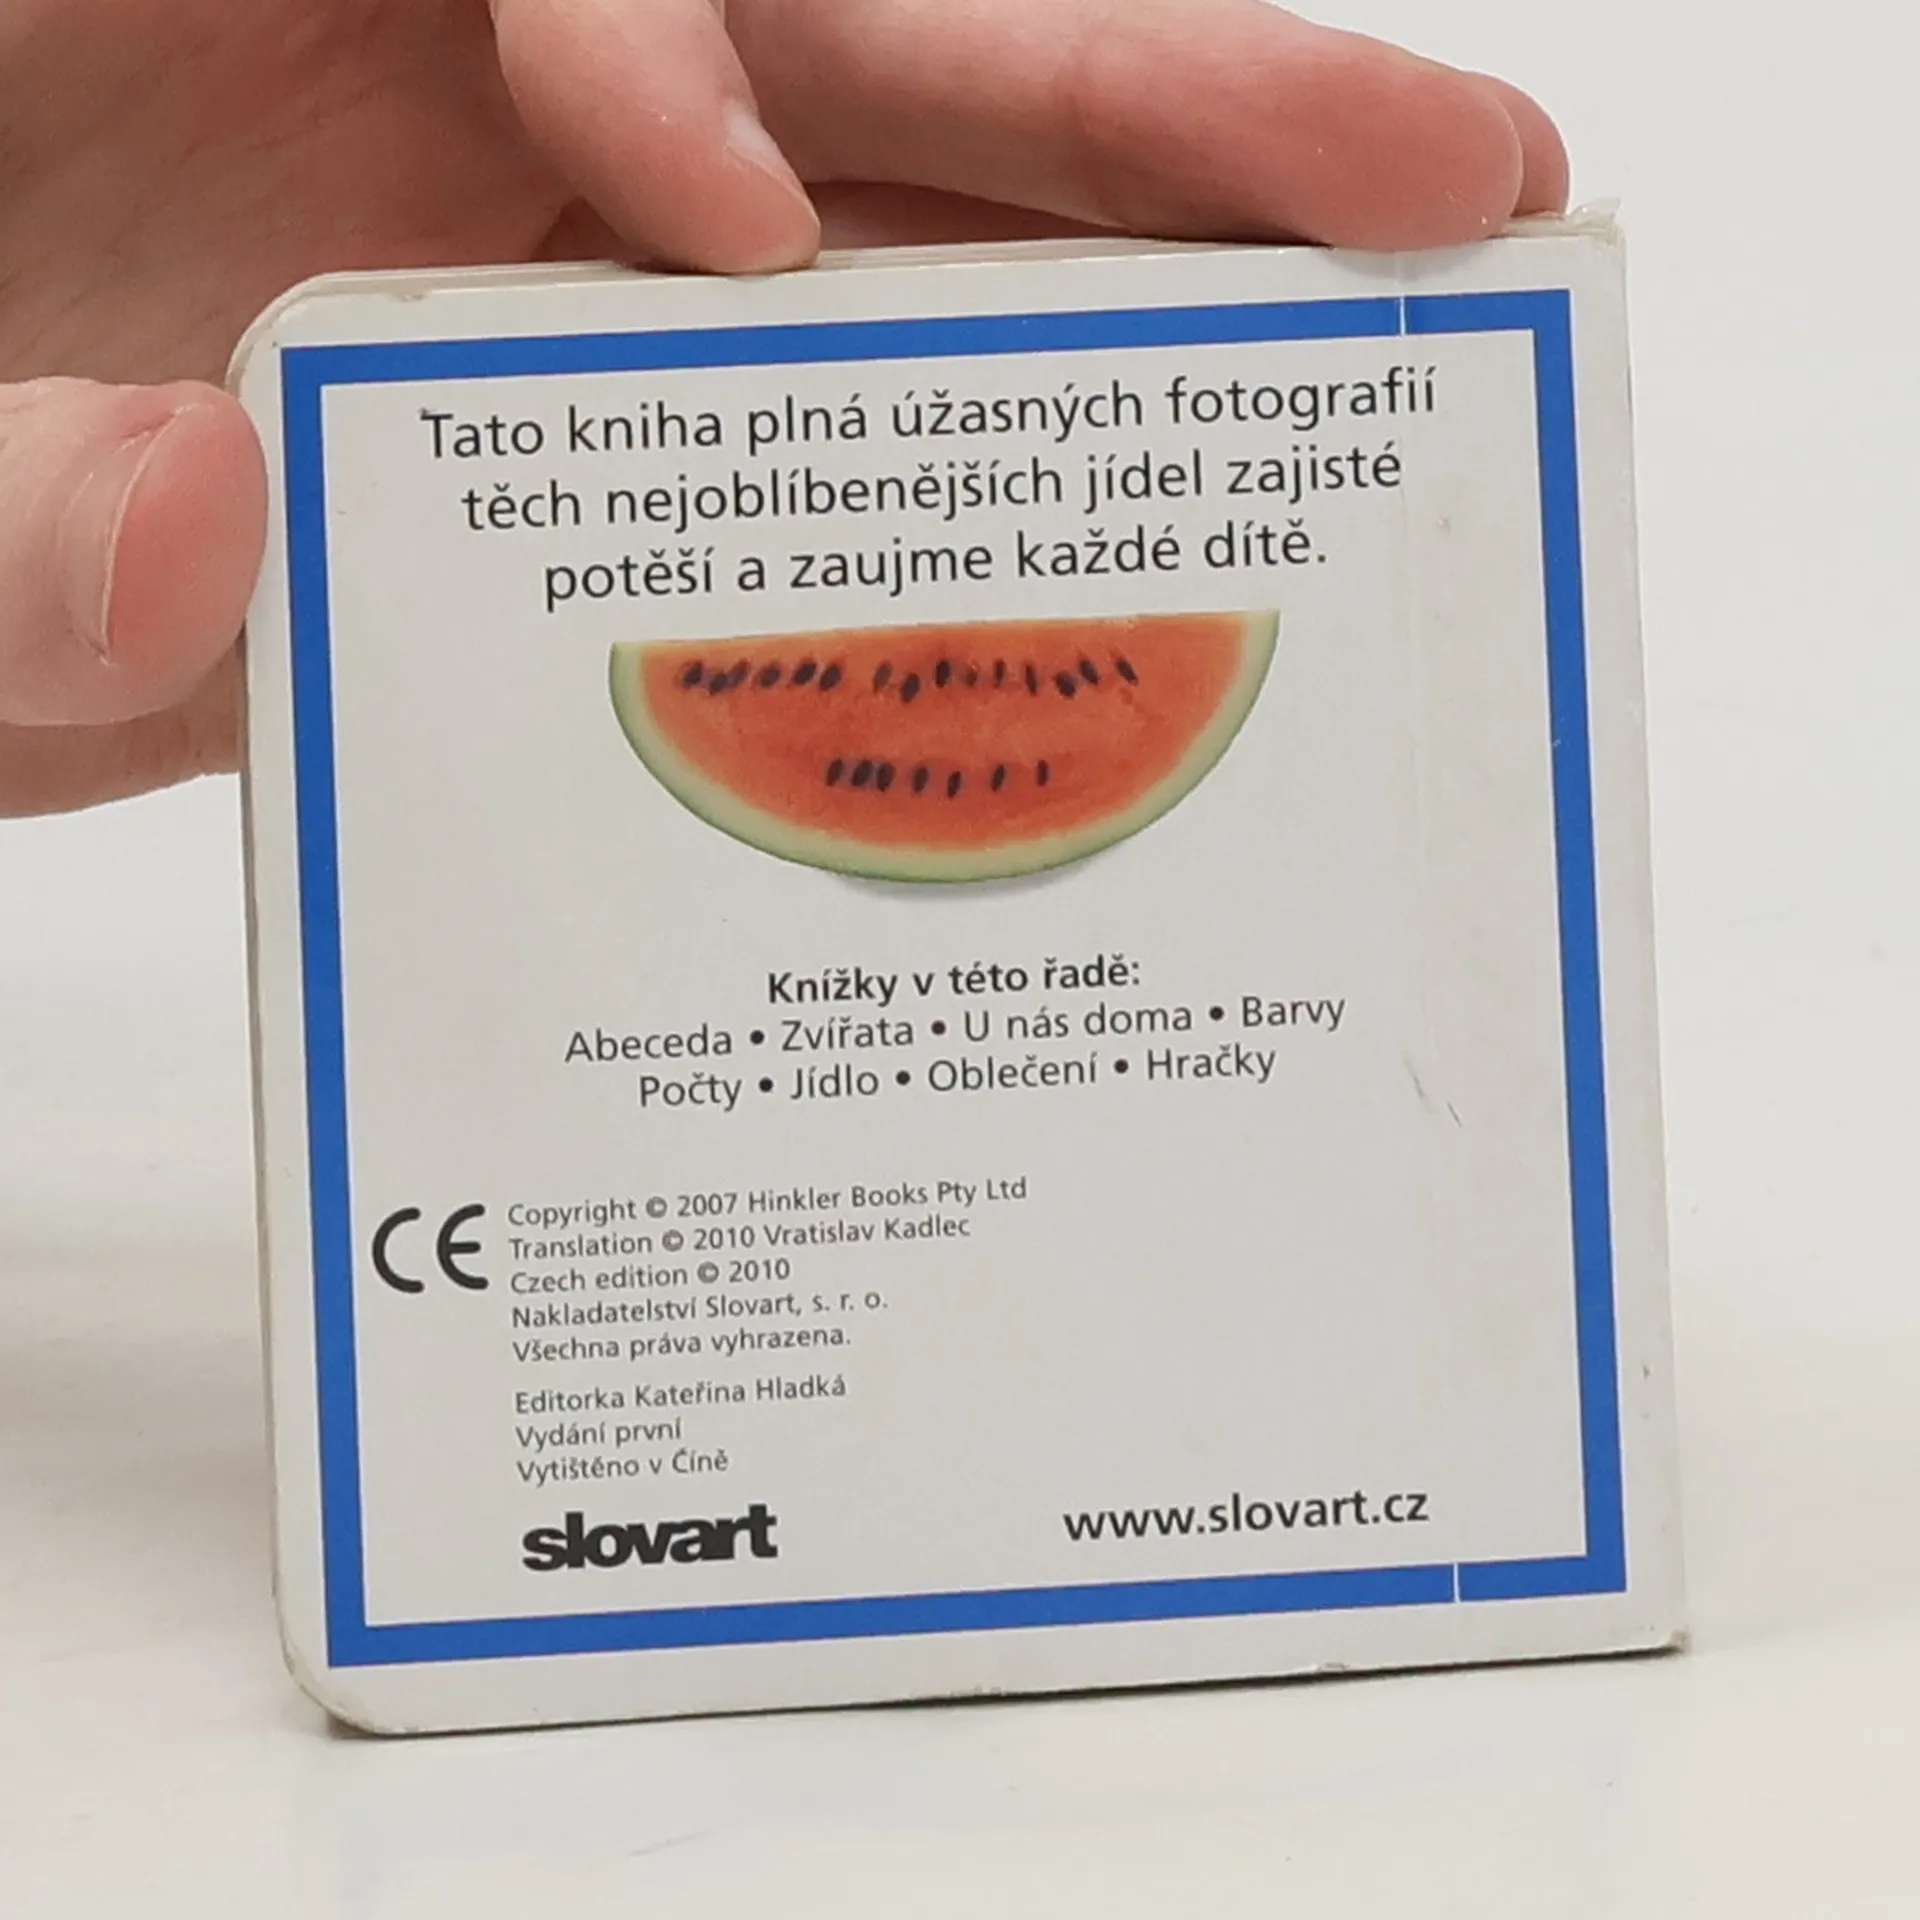 Tato kniha plná úžasných fotografií
těch nejoblíbenějších jídel zajisté
potěší a zaujme každé dítě.
Knížky v této řadě:
Abeceda • Zvířata • U nás doma • Barvy
Počty • Jídlo • Oblečení • Hračky
CE
Copyright © 2007 Hinkler Books Pty Ltd
Translation © 2010 Vratislav Kadlec
Czech edition © 2010
Nakladatelství Slovart, s. r. o.
Všechna práva vyhrazena.
Editorka Kateřina Hladká
Vydání první
Vytištěno v Číně
slovart
www.slovart.cz